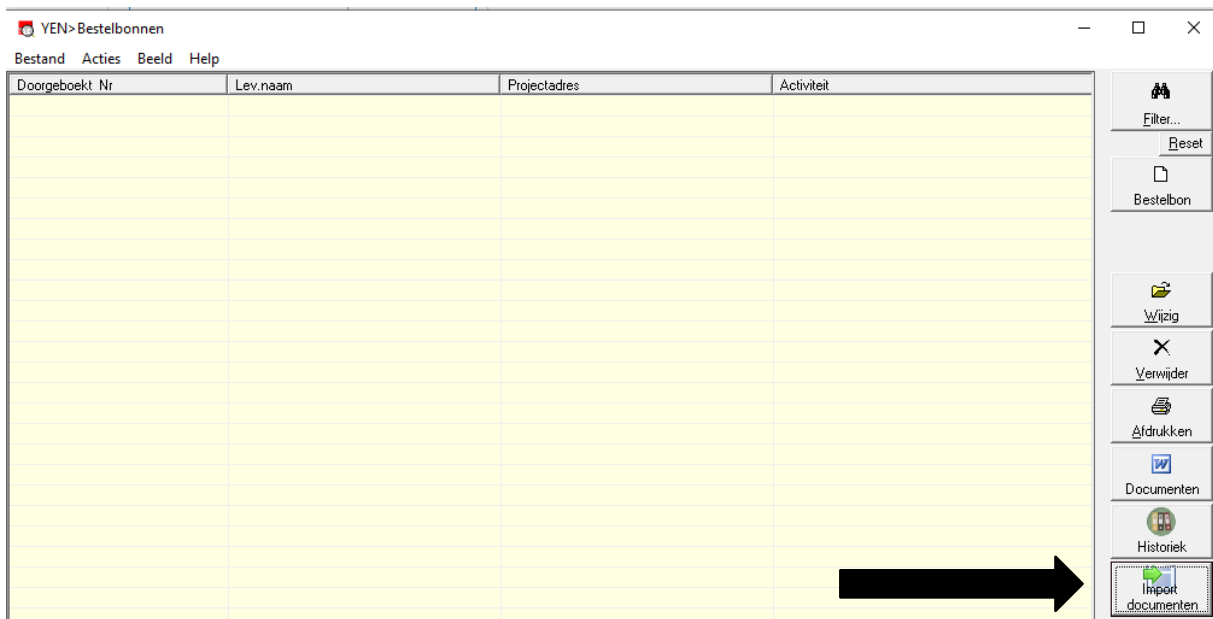 YEN>Bestelbonnen
Bestand Acties Beeld Help
Doorgeboekt Nr Lev.naam Projectadres Activiteit
Filter...
Reset
Bestelbon
Wijzig
Verwijder
Afdrukken
Documenten
Historiek
Import
documenten